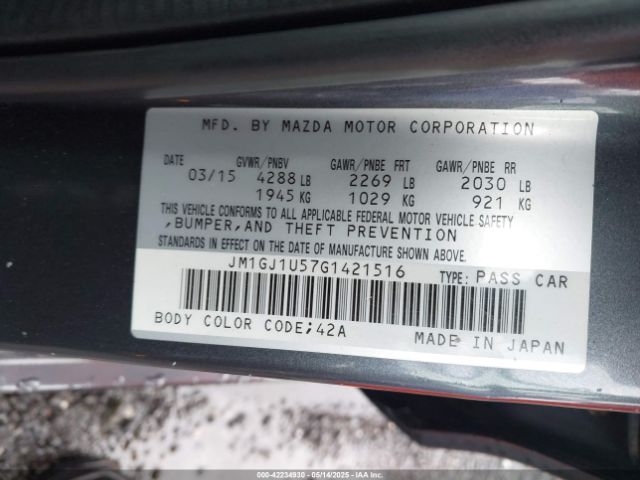 MFD. BY MAZDA MOTOR CORPORATION
DATE GVWR/PNBV GAWR/PNBE FRT GAWR/PNBE RR
03/15 4288 LB 2269 LB 2030 LB
1945 KG 1029 KG 921 KG
THIS VEHICLE CONFORMS TO ALL APPLICABLE FEDERAL MOTOR VEHICLE SAFETY
,BUMPER,AND THEFT PREVENTION
STANDARDS IN EFFECT ON THE DATE OF MANUFACTURE SHOWN ABOVE.
JM1GJ1U57G1421516 TYPE: PASS CAR
BODY COLOR CODE;42A MADE IN JAPAN
000-42234930 - 05/14/2025 - IAAI.COM